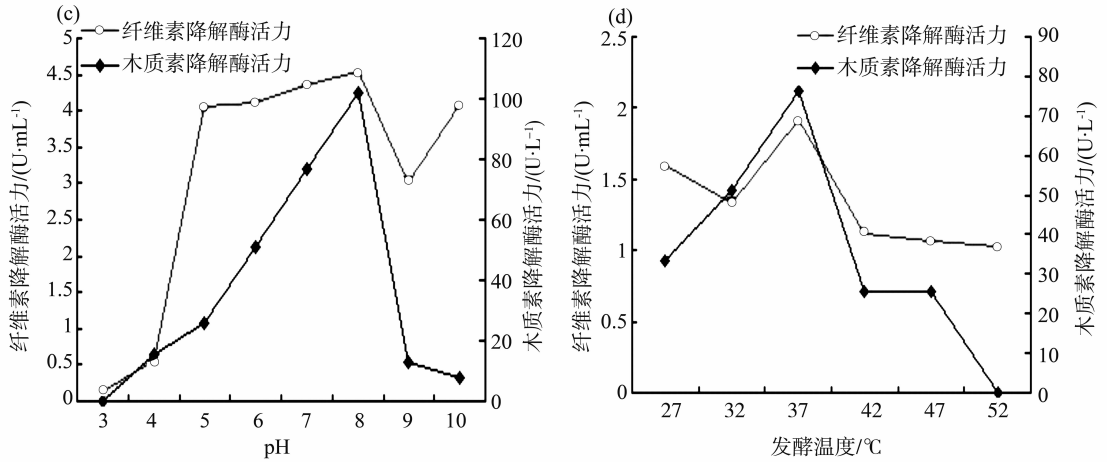 (c)
纤维素降解酶活力
木质素降解酶活力
5
4.5
4
3.5
3
2.5
2
1.5
1
0.5
0
纤维素降解酶活力/(U·mL⁻¹)
120
100
80
60
40
20
0
木质素降解酶活力/(U·L⁻¹)
3 4 5 6 7 8 9 10
pH
(d)
纤维素降解酶活力
木质素降解酶活力
2.5
2
1.5
1
0.5
0
纤维素降解酶活力/(U·mL⁻¹)
90
80
70
60
50
40
30
20
10
0
木质素降解酶活力/(U·L⁻¹)
27 32 37 42 47 52
发酵温度/℃